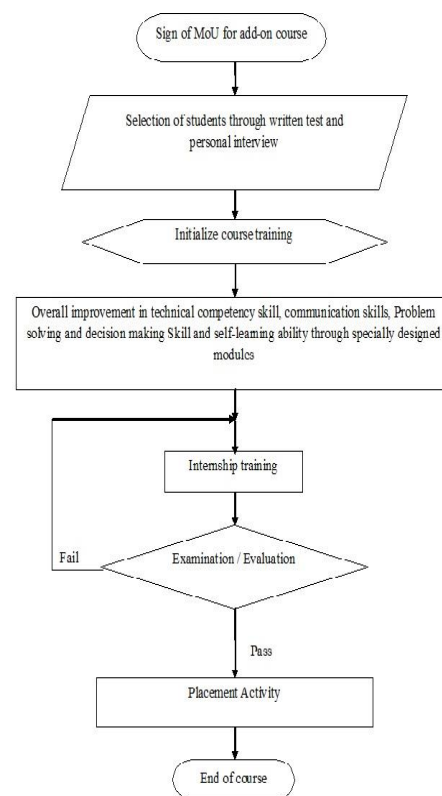 Sign of MoU for add-on course
Selection of students through written test and
personal interview
Initialize course training
Overall improvement in technical competency skill, communication skills, Problem
solving and decision making Skill and self-learning ability through specially designed
modules
Internship training
Examination / Evaluation
Fail
Pass
Placement Activity
End of course